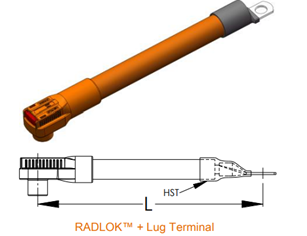 HST
L
RADLOK™ + Lug Terminal